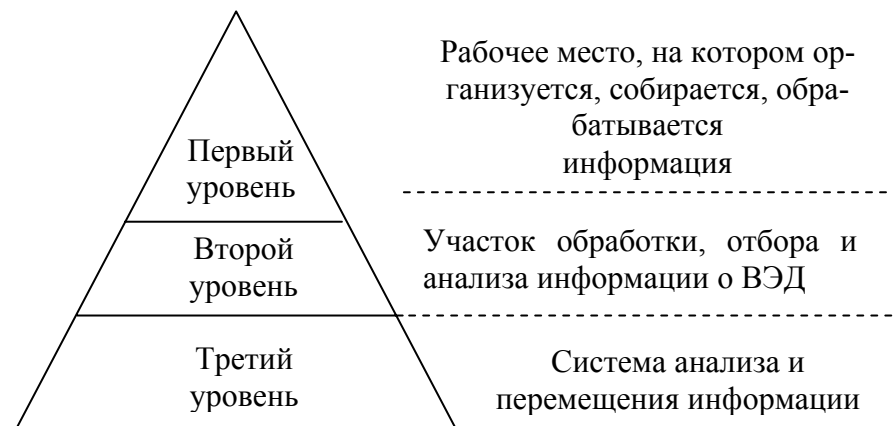 Рабочее место, на котором ор-
ганизуется, собирается, обра-
батывается
информация
Первый
уровень
Участок обработки, отбора и
анализа информации о ВЭД
Второй
уровень
Система анализа и
перемещения информации
Третий
уровень